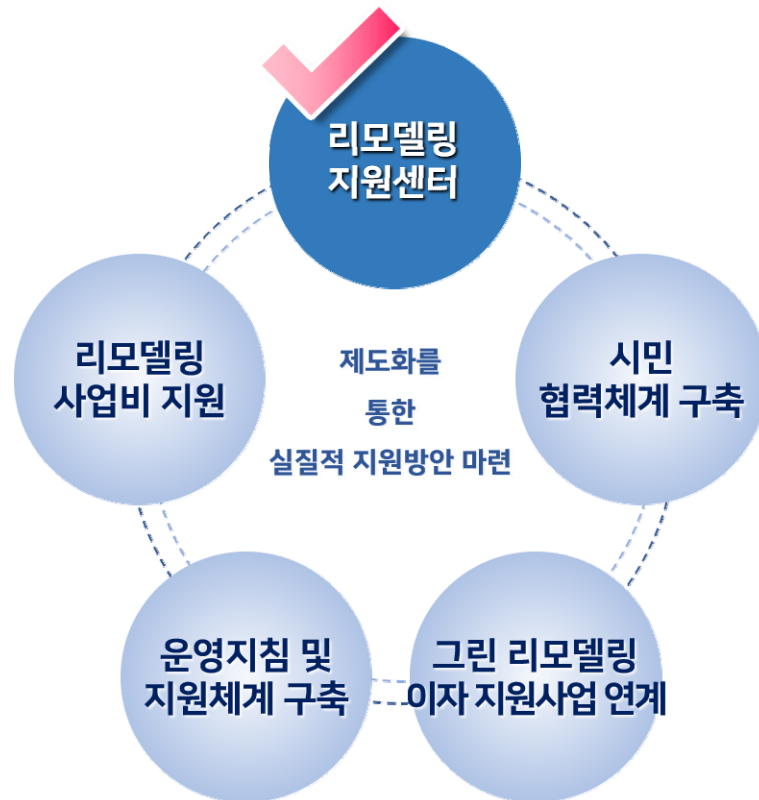 리모델링
지원센터
리모델링
사업비 지원
제도화를
통한
실질적 지원방안 마련
시민
협력체계 구축
운영지침 및
지원체계 구축
그린 리모델링
이자 지원사업 연계